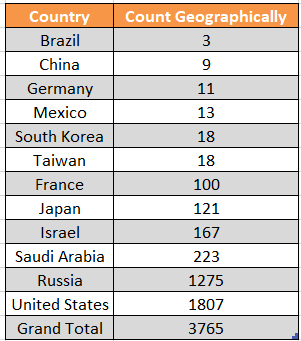 Country Count Geographically
Brazil 3
China 9
Germany 11
Mexico 13
South Korea 18
Taiwan 18
France 100
Japan 121
Israel 167
Saudi Arabia 223
Russia 1275
United States 1807
Grand Total 3765